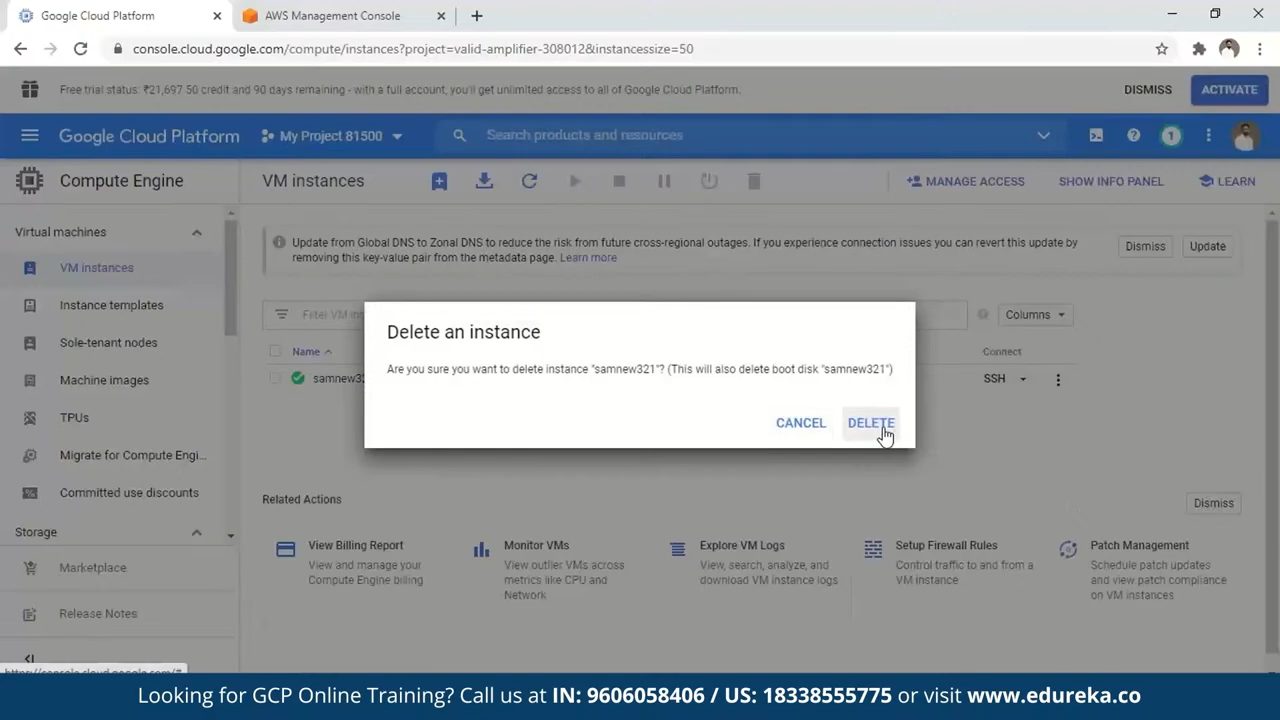 Google Cloud Platform
AWS Management Console
console.cloud.google.com/compute/instances?project=valid-amplifier-308012&instancessize=50
Free trial status: ₹21,697.50 credit and 90 days remaining - with a full account, you'll get unlimited access to all of Google Cloud Platform.
DISMISS
ACTIVATE
Google Cloud Platform
My Project 81500
Search products and resources
1
Compute Engine
VM instances
MANAGE ACCESS
SHOW INFO PANEL
LEARN
Virtual machines
VM instances
Instance templates
Sole-tenant nodes
Machine images
TPUs
Migrate for Compute Engi...
Committed use discounts
Storage
Marketplace
Release Notes
Update from Global DNS to Zonal DNS to reduce the risk from future cross-regional outages. If you experience connection issues you can revert this update by
removing this key-value pair from the metadata page. Learn more
Dismiss
Update
Filter VM
Columns
Name
Connect
samnew32
SSH
Delete an instance
Are you sure you want to delete instance "samnew321"? (This will also delete boot disk "samnew321")
CANCEL
DELETE
Related Actions
Dismiss
View Billing Report
View and manage your
Compute Engine billing
Monitor VMs
View outlier VMs across
metrics like CPU and
Network
Explore VM Logs
View, search, analyze, and
download VM instance logs
Setup Firewall Rules
Control traffic to and from a
VM instance
Patch Management
Schedule patch updates
and view patch compliance
on VM instances
Looking for GCP Online Training? Call us at IN: 9606058406 / US: 18338555775 or visit www.edureka.co